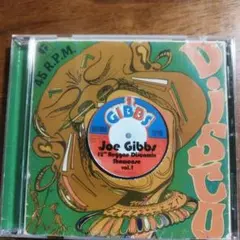 45 R.P.M.
Disco
GIBBS
Joe Gibbs
12" Reggae Discomix
Showcase
vol.1